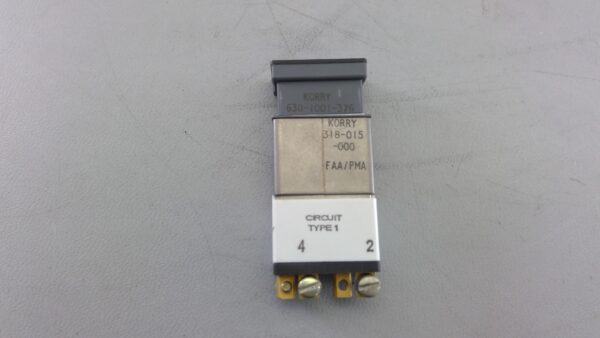 KORRY
630-1001-376
KORRY
318-015
-000
FAA/PMA
CIRCUIT
TYPE 1
4 2